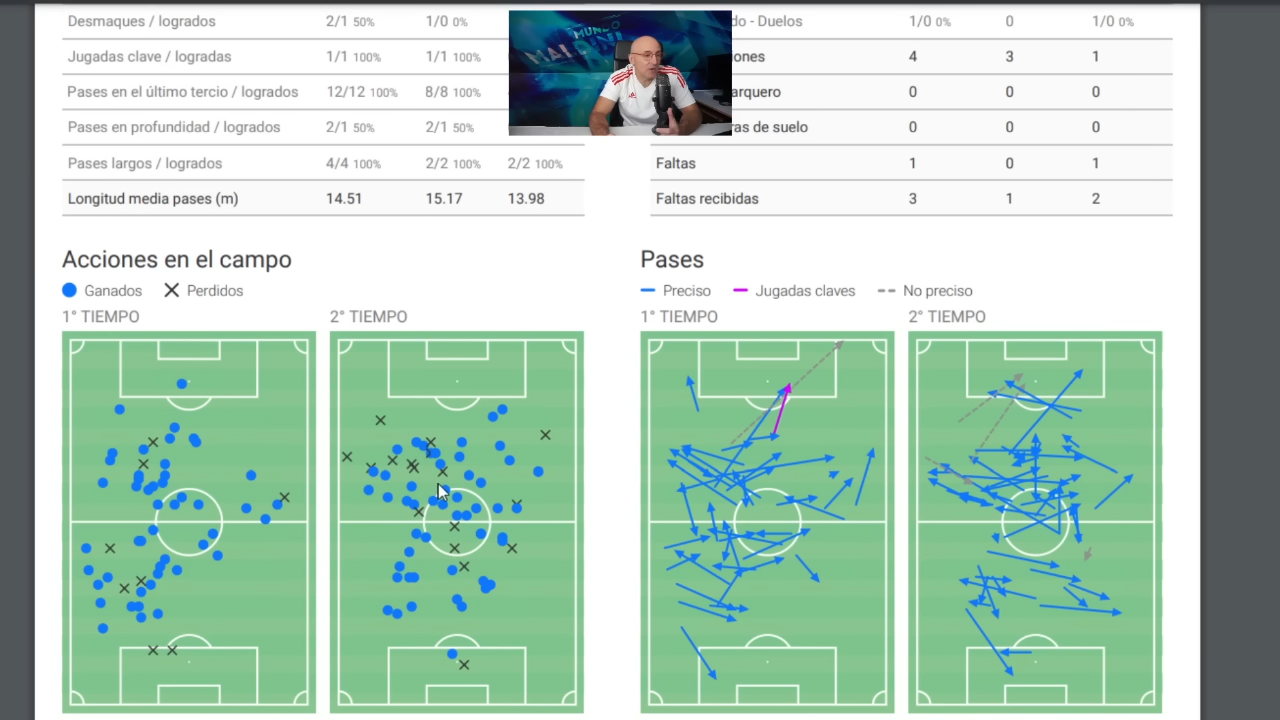 Desmaques / logrados 2/1 50% 1/0 0%
Jugadas clave / logradas 1/1 100% 1/1 100%
Pases en el último tercio / logrados 12/12 100% 8/8 100%
Pases en profundidad / logrados 2/1 50% 2/1 50%
Pases largos / logrados 4/4 100% 2/2 100% 2/2 100%
Longitud media pases (m) 14.51 15.17 13.98
MUNDO
do - Duelos 1/0 0% 0 1/0 0%
ones 4 3 1
arquero 0 0 0
ras de suelo 0 0 0
Faltas 1 0 1
Faltas recibidas 3 1 2
Acciones en el campo
Ganados Perdidos
1° TIEMPO 2° TIEMPO
Pases
Preciso Jugadas claves No preciso
1° TIEMPO 2° TIEMPO